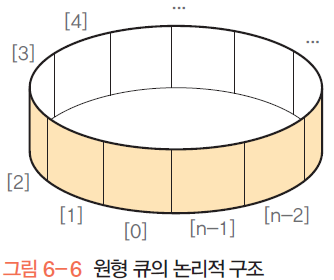 ...
[4]
...
[3]
[2]
[1]
[0]
[n-1]
[n-2]
그림 6-6 원형 큐의 논리적 구조